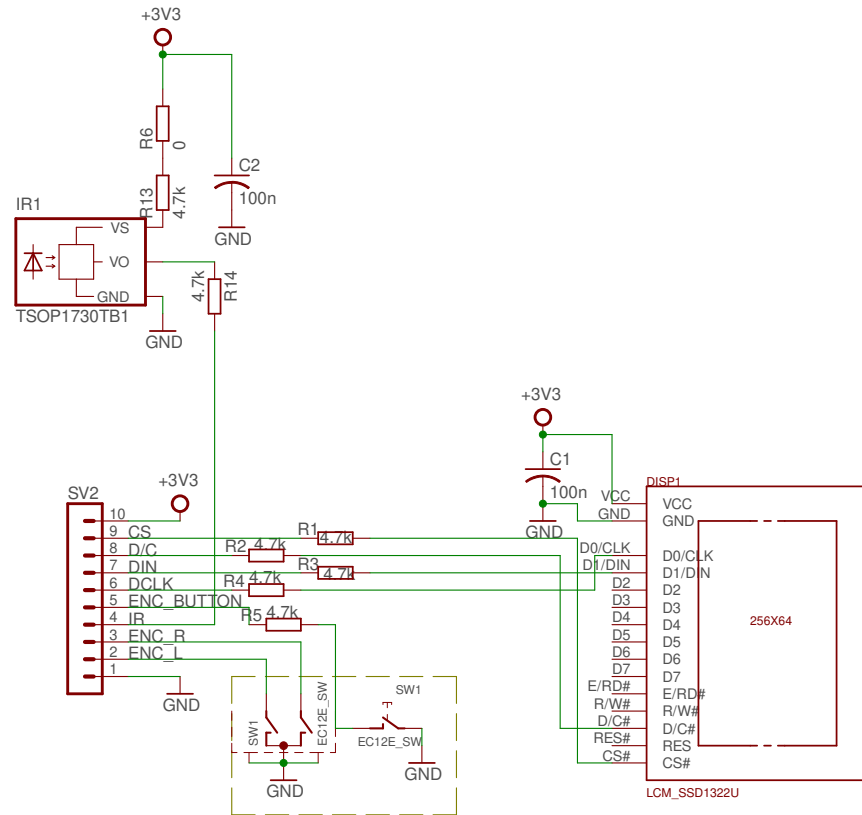 +3V3
R6
0
C2
100n
GND
R13
4.7k
IR1
VS
VO
GND
TSOP1730TB1
4.7k
R14
GND
+3V3
C1
100n
GND
+3V3
SV2
10
9 CS
8 D/C
7 DIN
6 DCLK
5 ENC_BUTTON
4 IR
3 ENC_R
2 ENC_L
1
GND
R1
4.7k
R2
4.7k
R3
4.7k
R4
4.7k
R5
4.7k
SW1
EC12E_SW
GND
SW1
EC12E_SW
GND
DISP1
VCC VCC
GND GND
D0/CLK D0/CLK
D1/DIN D1/DIN
D2 D2
D3 D3
D4 D4
D5 D5
D6 D6
D7 D7
E/RD# E/RD#
R/W# R/W#
D/C# D/C#
RES# RES
CS# CS#
256X64
LCM_SSD1322U